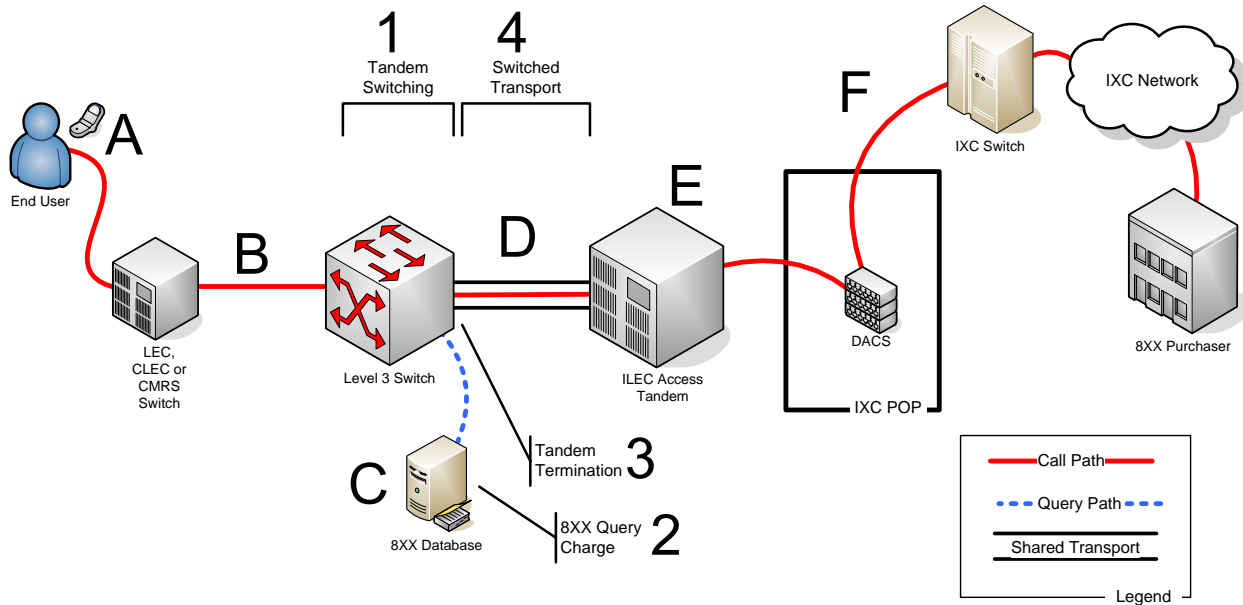 1
Tandem
Switching
4
Switched
Transport
A
End User
B
LEC,
CLEC or
CMRS
Switch
Level 3 Switch
D
E
ILEC Access
Tandem
F
IXC Switch
IXC Network
8XX Purchaser
DACS
IXC POP
C
8XX Database
Tandem
Termination
3
8XX Query
Charge
2
Call Path
Query Path
Shared Transport
Legend